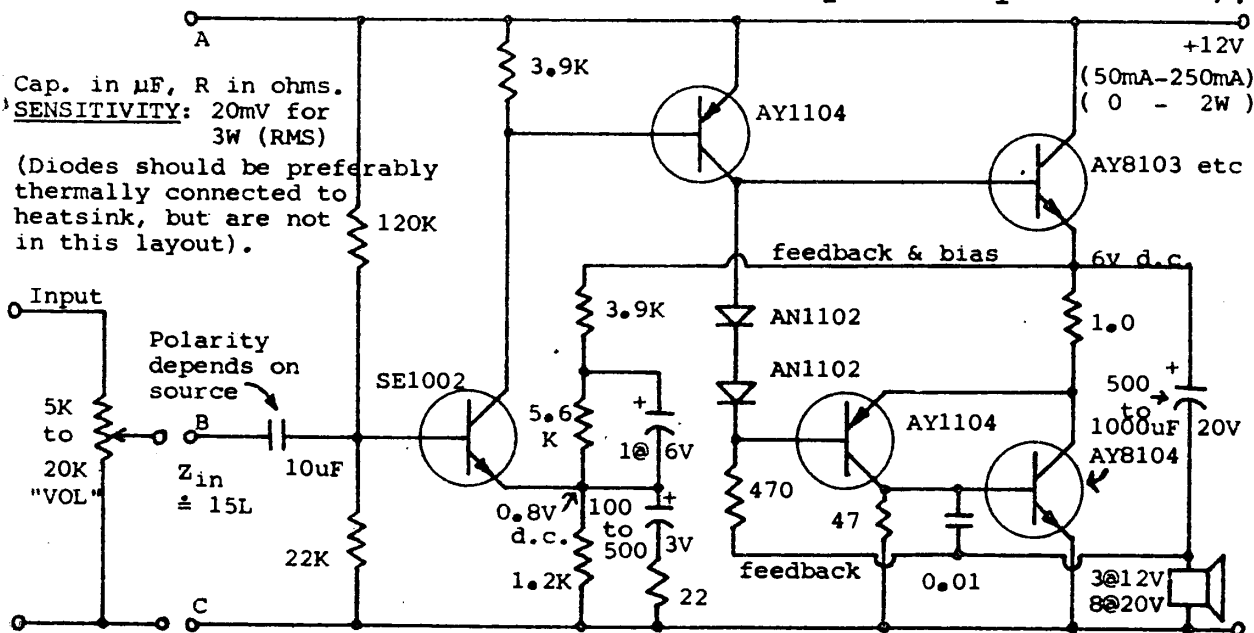 A
+12V
Cap. in µF, R in ohms.
SENSITIVITY: 20mV for
3W (RMS)
(Diodes should be preferably
thermally connected to
heatsink, but are not
in this layout).
3.9K
AY1104
(50mA-250mA)
( 0 - 2W )
AY8103 etc
120K
feedback & bias
6V d.c.
Input
3.9K
AN1102
1.0
Polarity
depends on
source
SE1002
AN1102
5K
to
20K
"VOL"
B
10uF
Zin
≐ 15L
5.6
K
+
1@ 6V
AY1104
+
500
to
1000uF
20V
AY8104
0.8V
d.c.
100
to
500
+
3V
470
47
22K
1.2K
22
feedback
0.01
3@12V
8@20V
C